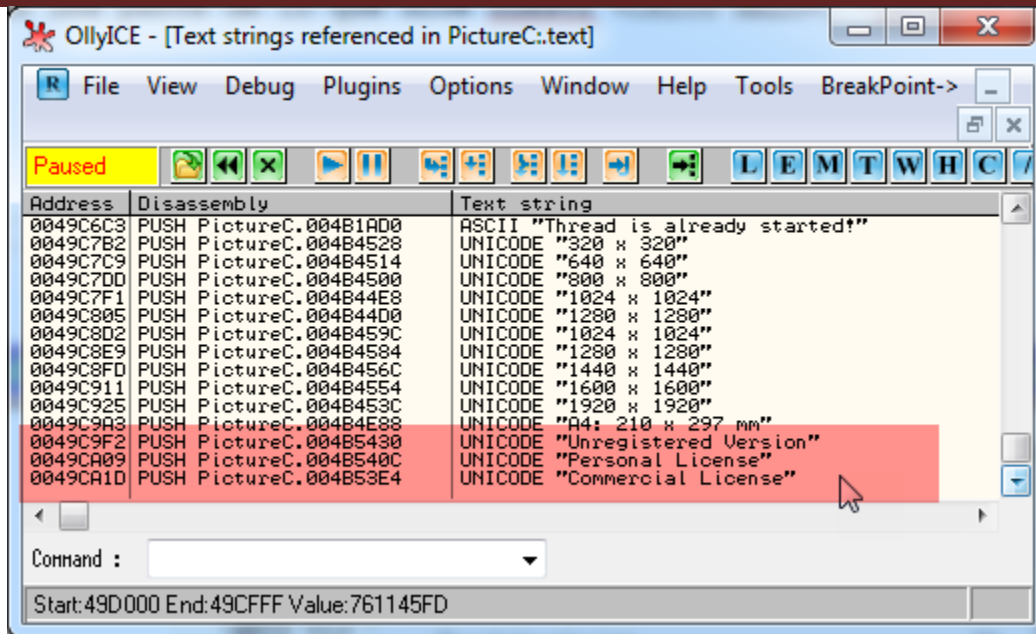 OllyICE - [Text strings referenced in PictureC:.text]
R File View Debug Plugins Options Window Help Tools BreakPoint->
Paused L E M T W H C /
Address Disassembly Text string
0049C6C3 PUSH PictureC.004B1AD0 ASCII "Thread is already started!"
0049C7B2 PUSH PictureC.004B4528 UNICODE "320 x 320"
0049C7C9 PUSH PictureC.004B4514 UNICODE "640 x 640"
0049C7DD PUSH PictureC.004B4500 UNICODE "800 x 800"
0049C7F1 PUSH PictureC.004B44E8 UNICODE "1024 x 1024"
0049C805 PUSH PictureC.004B44D0 UNICODE "1280 x 1280"
0049C8D2 PUSH PictureC.004B459C UNICODE "1024 x 1024"
0049C8E9 PUSH PictureC.004B4584 UNICODE "1280 x 1280"
0049C8FD PUSH PictureC.004B456C UNICODE "1440 x 1440"
0049C911 PUSH PictureC.004B4554 UNICODE "1600 x 1600"
0049C925 PUSH PictureC.004B453C UNICODE "1920 x 1920"
0049C9A3 PUSH PictureC.004B4E88 UNICODE "A4: 210 x 297 mm"
0049C9F2 PUSH PictureC.004B5430 UNICODE "Unregistered Version"
0049CA09 PUSH PictureC.004B540C UNICODE "Personal License"
0049CA1D PUSH PictureC.004B53E4 UNICODE "Commercial License"
Command :
Start:49D000 End:49CFFF Value:761145FD